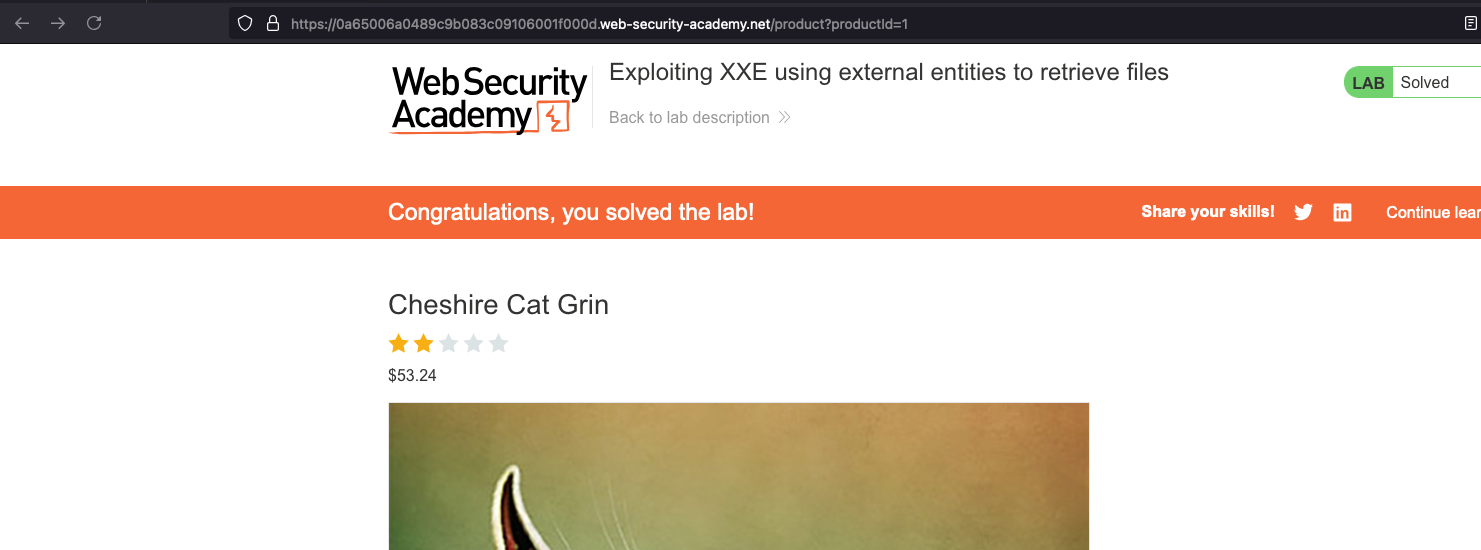 https://0a65006a0489c9b083c09106001f000d.web-security-academy.net/product?productId=1
Web Security
Academy
Exploiting XXE using external entities to retrieve files
Back to lab description
LAB Solved
Congratulations, you solved the lab!
Share your skills!
Continue lear
Cheshire Cat Grin
$53.24